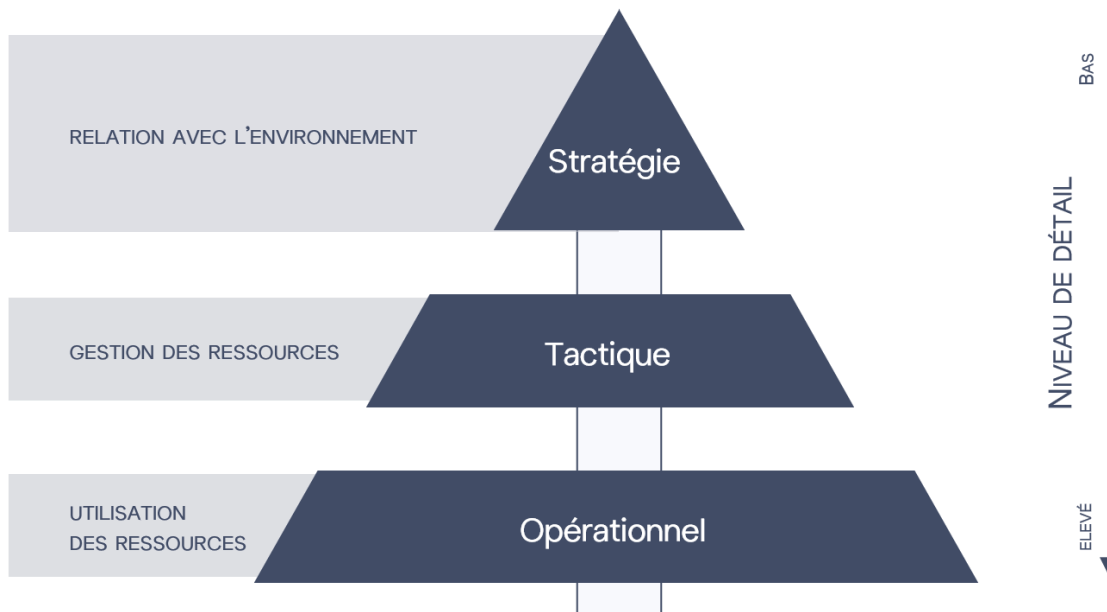 BAS
RELATION AVEC L'ENVIRONNEMENT
Stratégie
NIVEAU DE DÉTAIL
GESTION DES RESSOURCES
Tactique
UTILISATION
DES RESSOURCES
Opérationnel
ELEVÉ